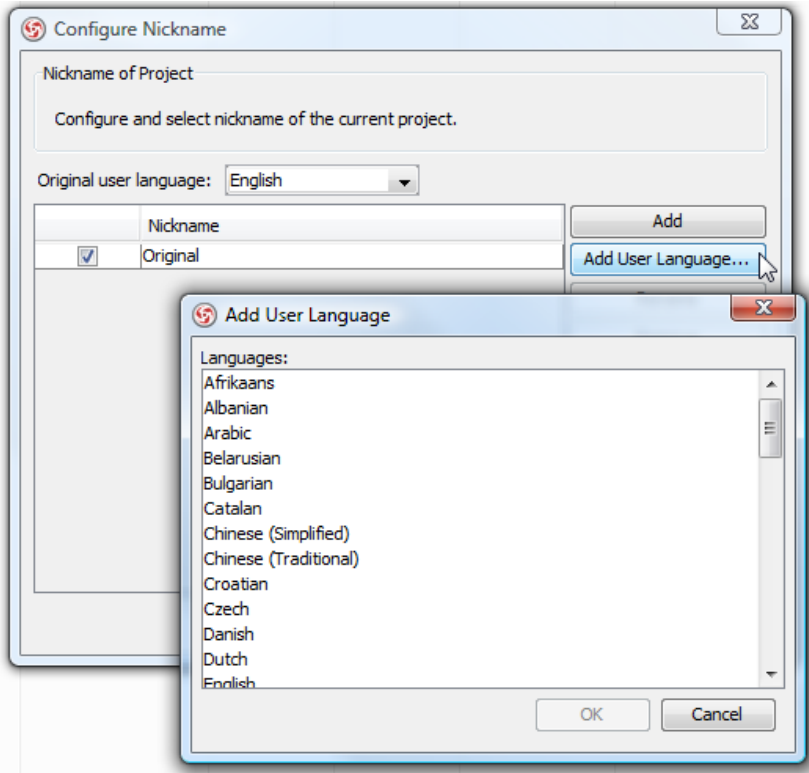 Configure Nickname
Nickname of Project
Configure and select nickname of the current project.
Original user language: English
Nickname
Add
Original
Add User Language...
Add User Language
Languages:
Afrikaans
Albanian
Arabic
Belarusian
Bulgarian
Catalan
Chinese (Simplified)
Chinese (Traditional)
Croatian
Czech
Danish
Dutch
English
OK
Cancel